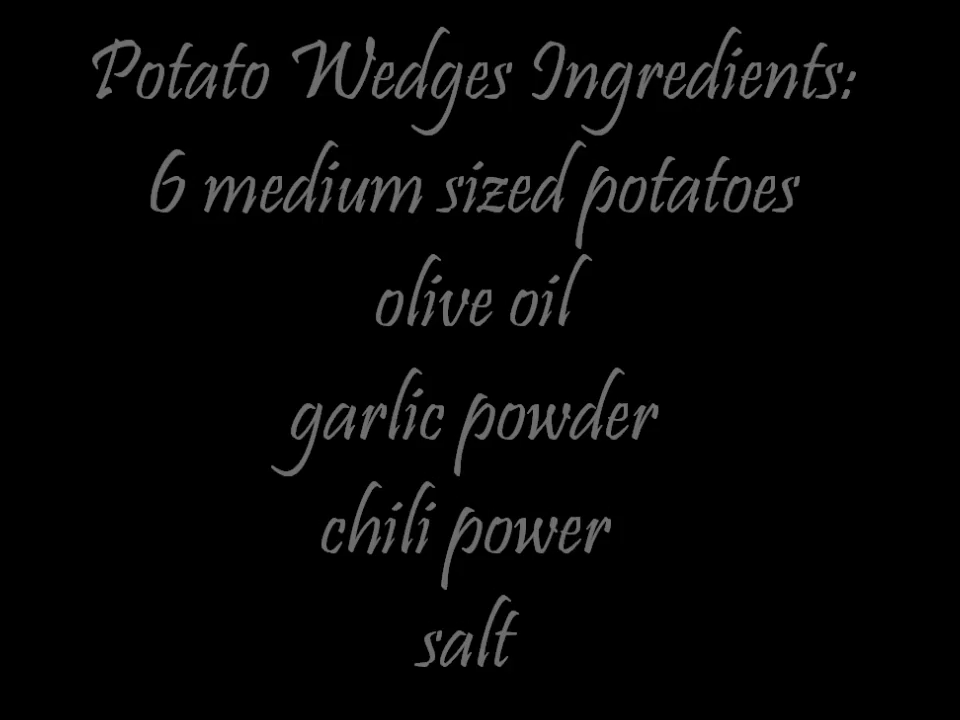 Potato Wedges Ingredients:
6 medium sized potatoes
olive oil
garlic powder
chili power
salt